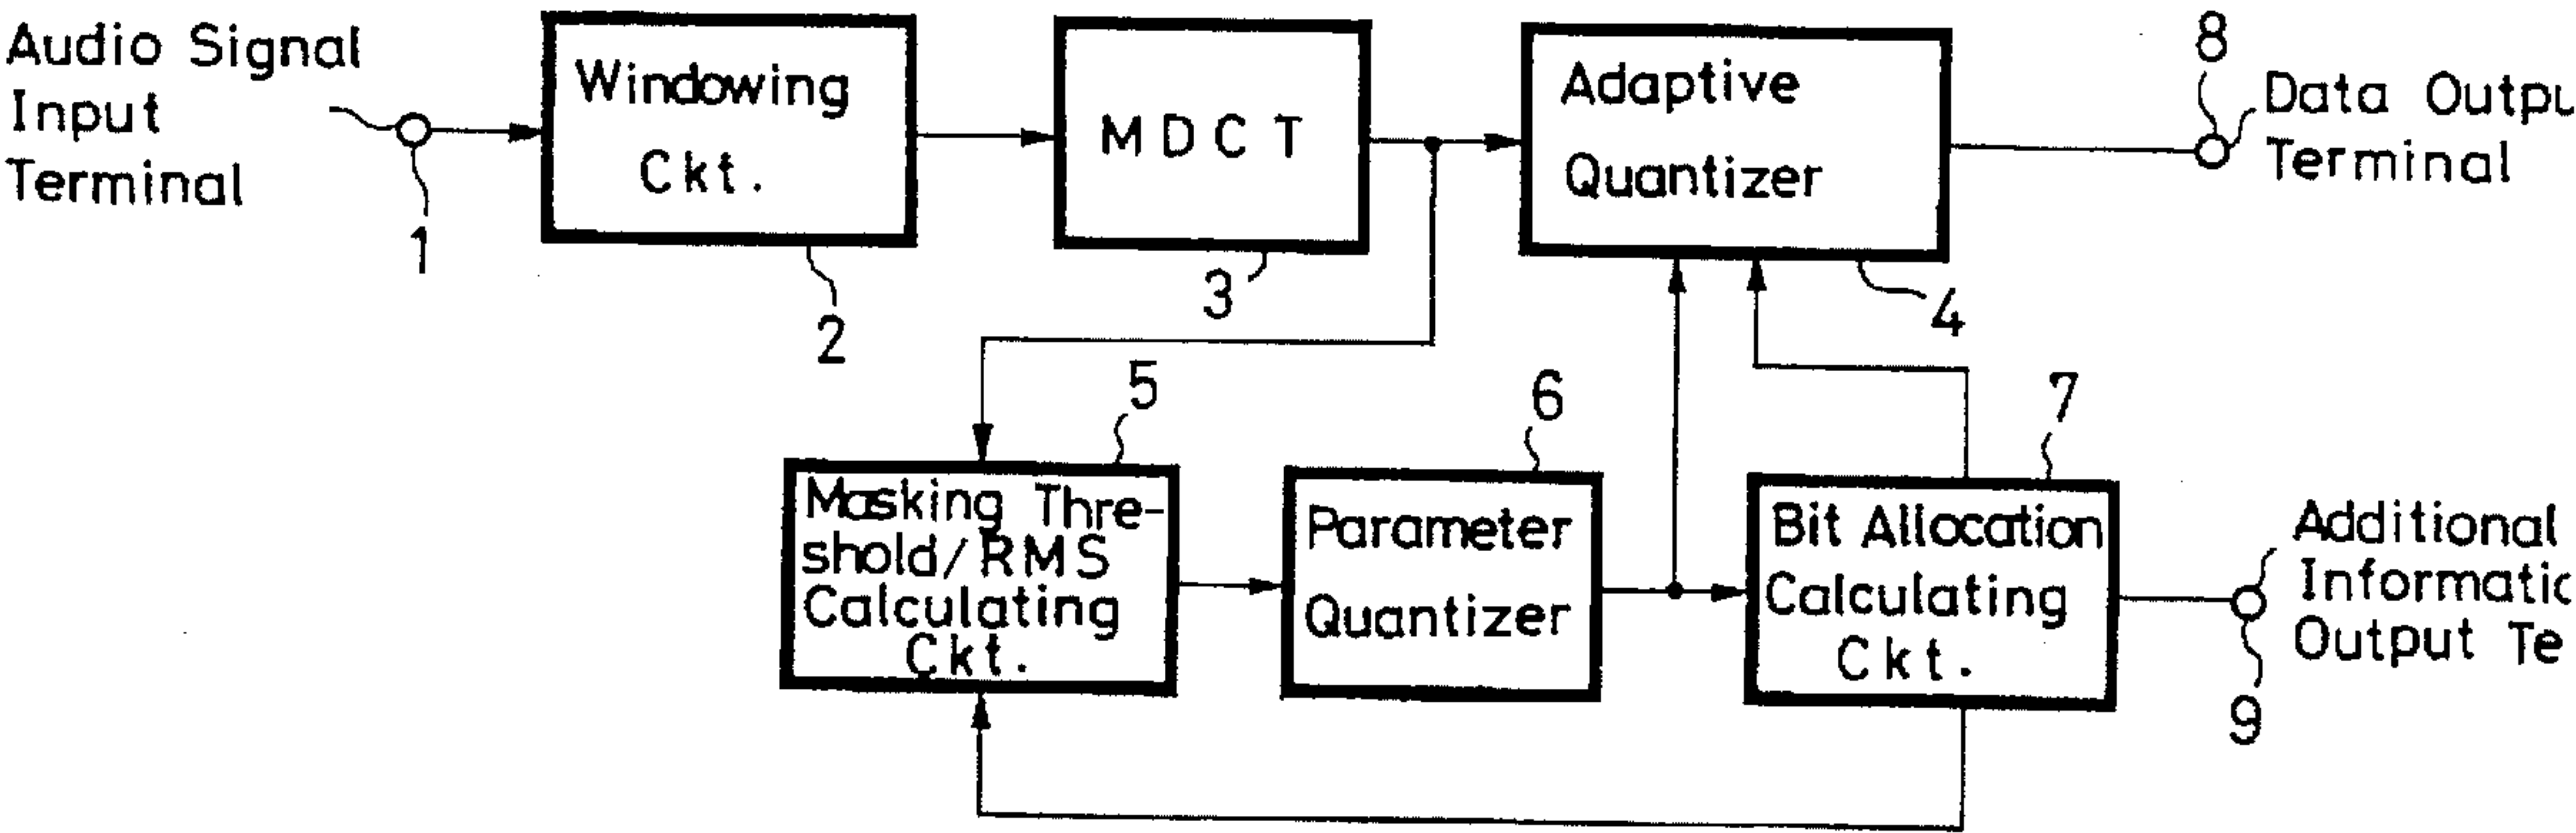 Audio Signal
Input
Terminal
1
Windowing
Ckt.
2
MDCT
3
Adaptive
Quantizer
4
8
Data Outpu
Terminal
5
Masking Thre-
shold/RMS
Calculating
Ckt.
6
Parameter
Quantizer
7
Bit Allocation
Calculating
Ckt.
Additional
Informatic
Output Te
9